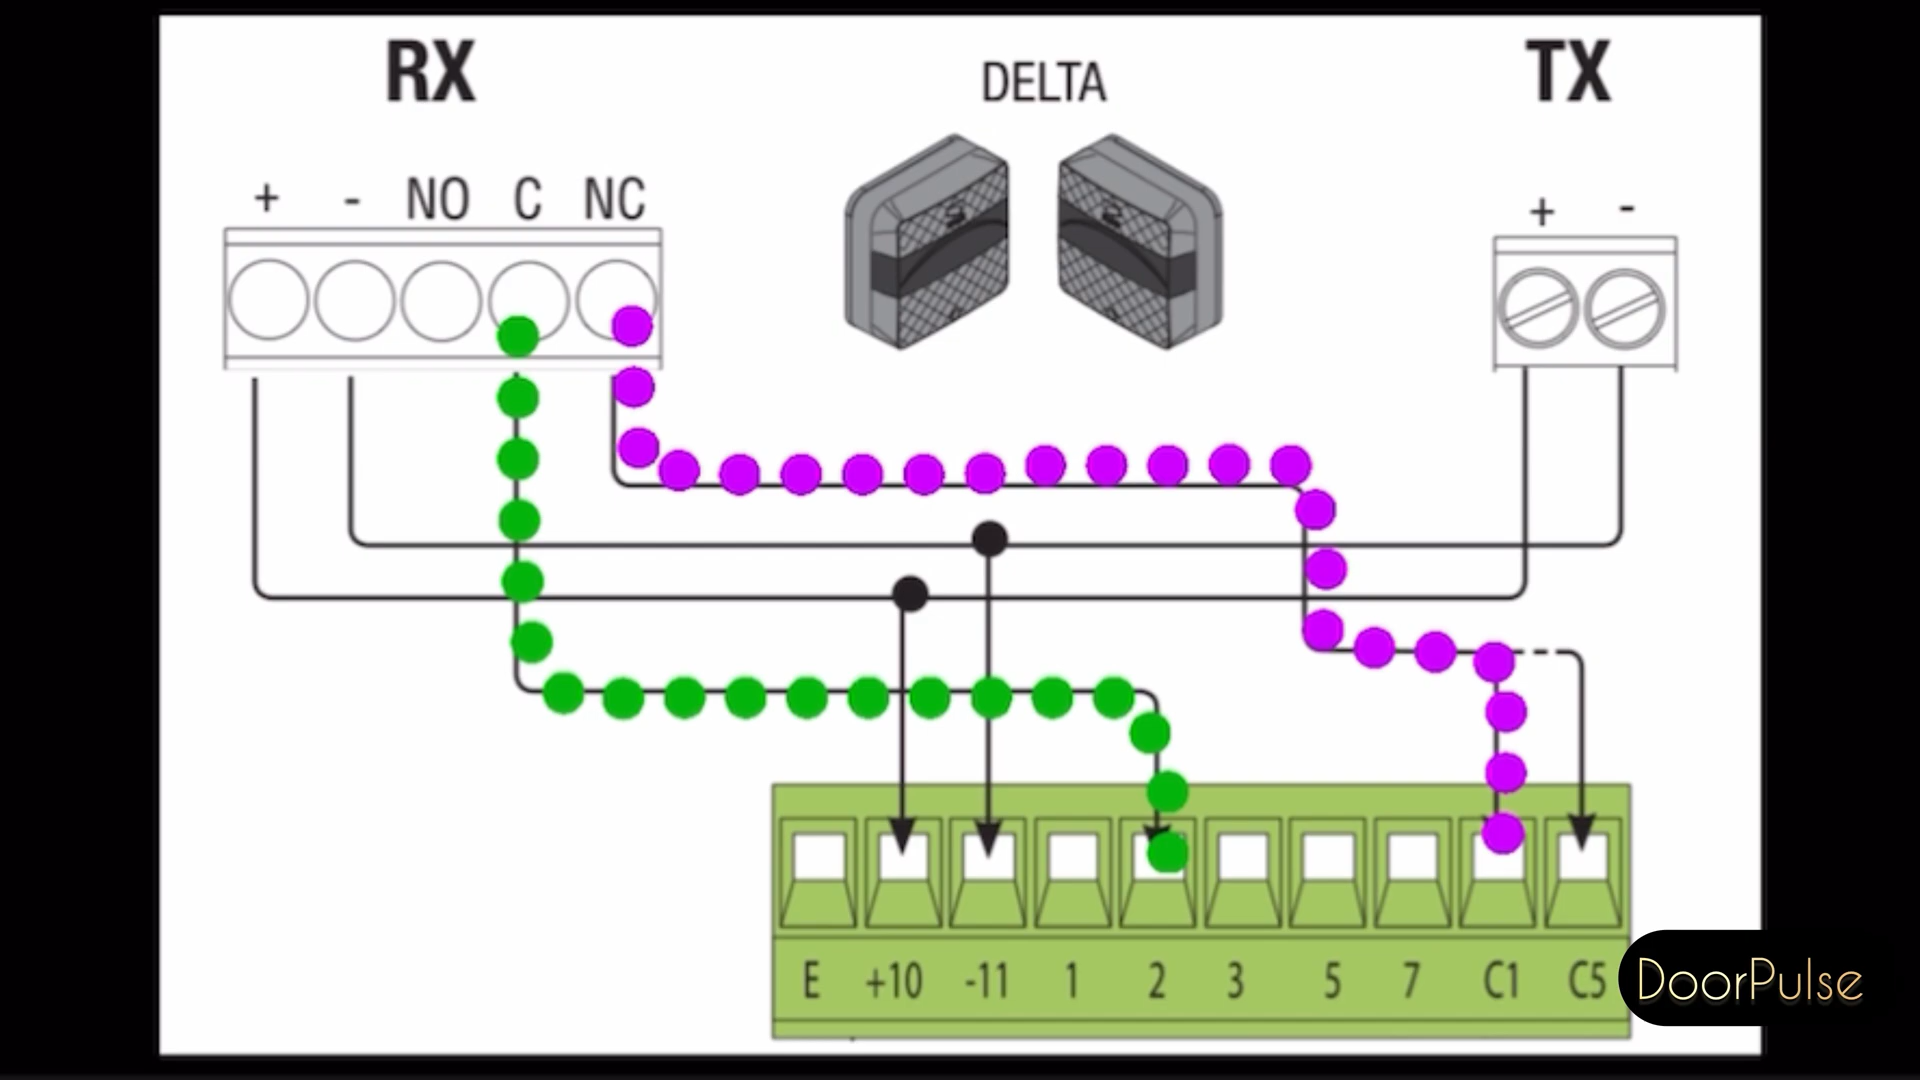 RX
DELTA
TX
+ - NO C NC
+ -
E +10 -11 1 2 3 5 7 C1 C5
DoorPulse